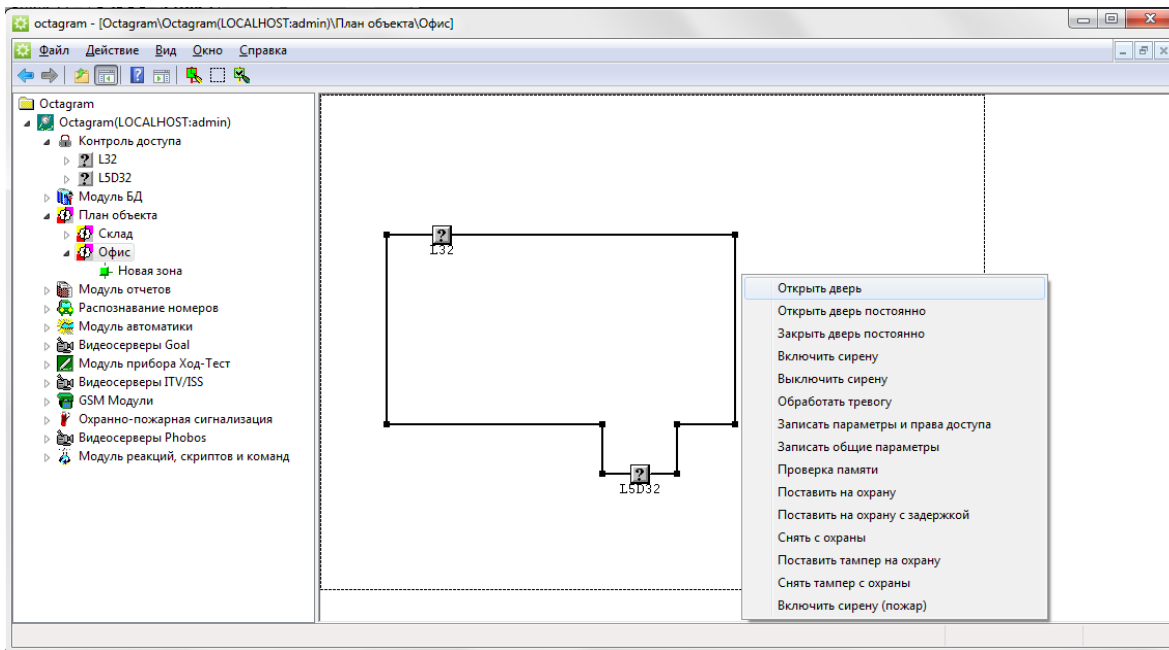 octagram - [Octagram\Octagram(LOCALHOST:admin)\План объекта\Офис]
Файл Действие Вид Окно Справка
Octagram
Octagram(LOCALHOST:admin)
Контроль доступа
L32
L5D32
Модуль БД
План объекта
Склад
Офис
Новая зона
Модуль отчетов
Распознавание номеров
Модуль автоматики
Видеосерверы Goal
Модуль прибора Ход-Тест
Видеосерверы ITV/ISS
GSM Модули
Охранно-пожарная сигнализация
Видеосерверы Phobos
Модуль реакций, скриптов и команд
L32
L5D32
Открыть дверь
Открыть дверь постоянно
Закрыть дверь постоянно
Включить сирену
Выключить сирену
Обработать тревогу
Записать параметры и права доступа
Записать общие параметры
Проверка памяти
Поставить на охрану
Поставить на охрану с задержкой
Снять с охраны
Поставить тампер на охрану
Снять тампер с охраны
Включить сирену (пожар)